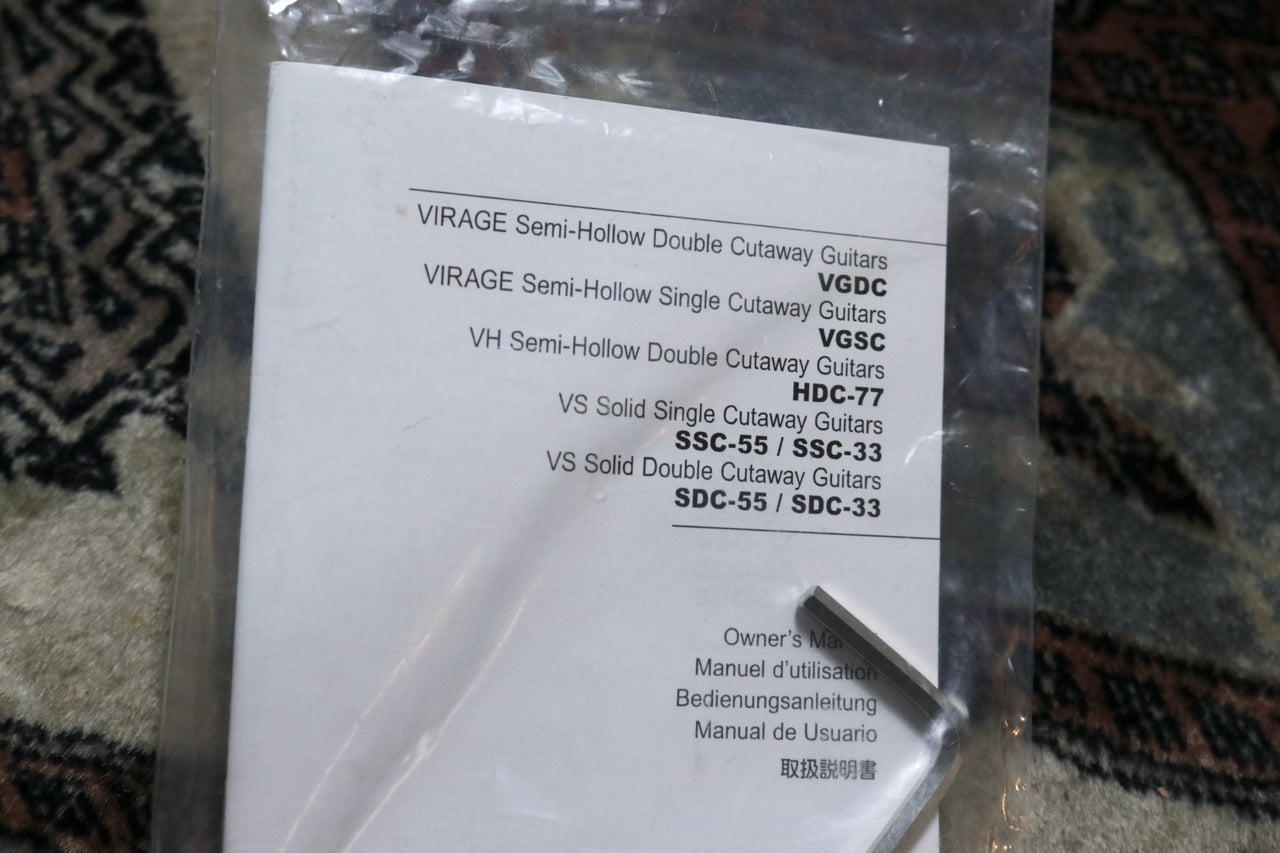 VIRAGE Semi-Hollow Double Cutaway Guitars
VGDC
VIRAGE Semi-Hollow Single Cutaway Guitars
VGSC
VH Semi-Hollow Double Cutaway Guitars
HDC-77
VS Solid Single Cutaway Guitars
SSC-55 / SSC-33
VS Solid Double Cutaway Guitars
SDC-55 / SDC-33
Owner's
Manuel d'utilisation
Bedienungsanleitung
Manual de Usuario
取扱説明書